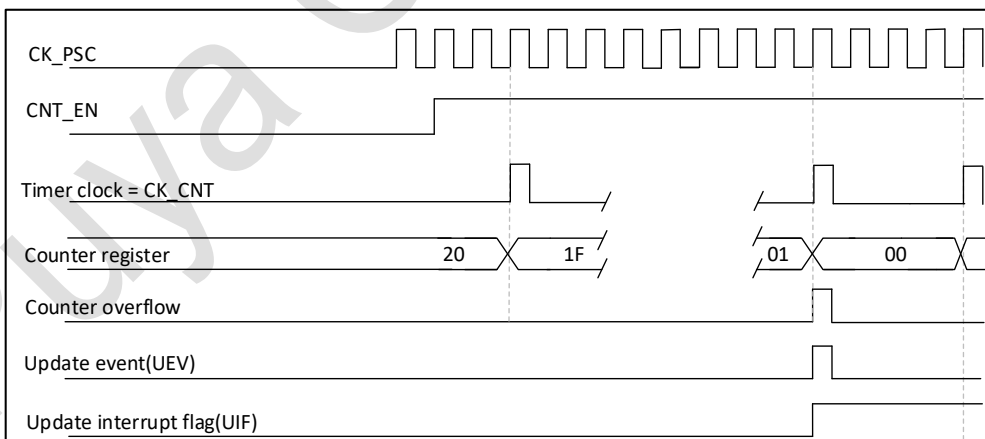 CK_PSC
CNT_EN
Timer clock = CK_CNT
Counter register 20 1F 01 00
Counter overflow
Update event(UEV)
Update interrupt flag(UIF)